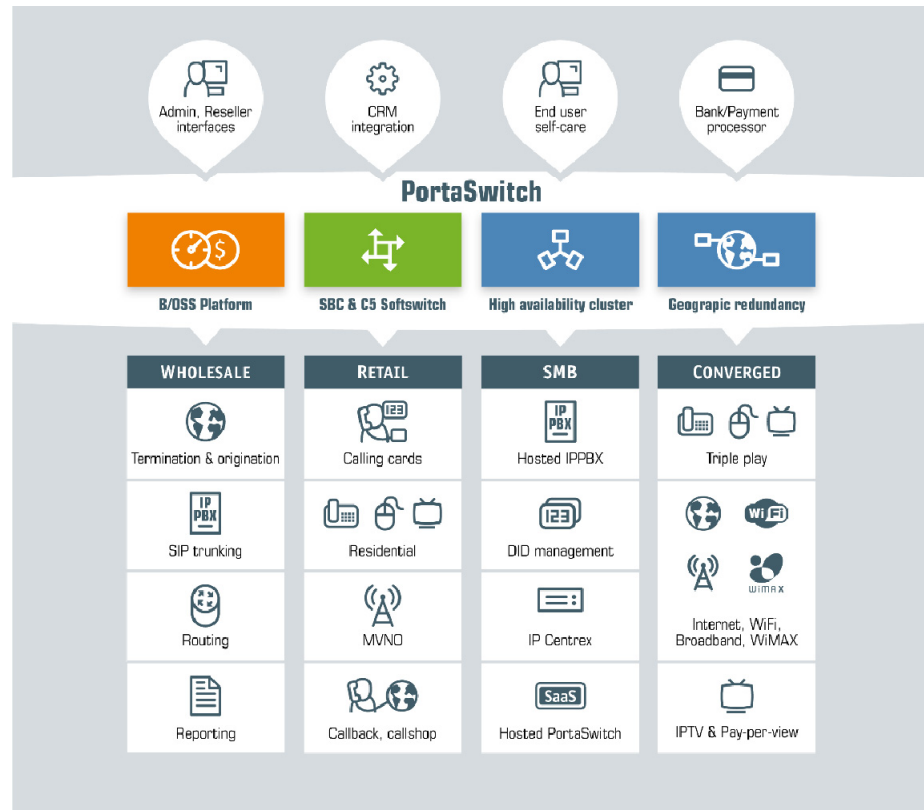 Admin, Reseller
interfaces
CRM
integration
End user
self-care
Bank/Payment
processor
PortaSwitch
$
B/OSS Platform
SBC & C5 Softswitch
High availability cluster
Geograpic redundancy
WHOLESALE
Termination & origination
IP
PBX
SIP trunking
Routing
Reporting
RETAIL
123
Calling cards
Residential
MVNO
Callback, callshop
SMB
IP
PBX
Hosted IPPBX
123
DID management
IP Centrex
SaaS
Hosted PortaSwitch
CONVERGED
Triple play
WiFi
WIMAX
Internet, WiFi,
Broadband, WiMAX
IPTV & Pay-per-view